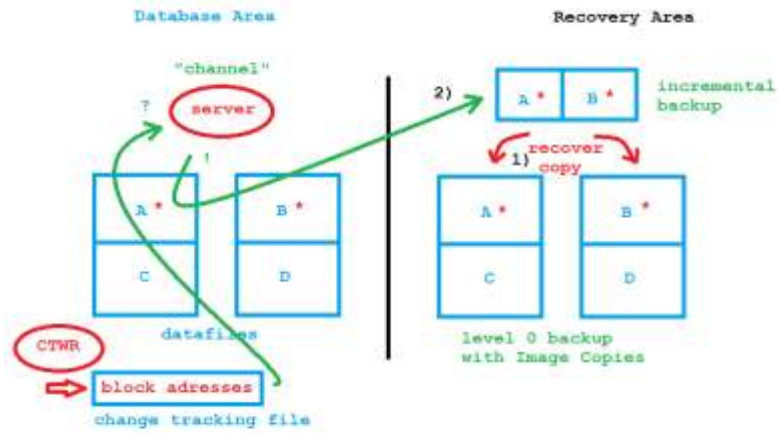 Database Area
Recovery Area
"channel"
?
server
!
2)
A * B *
incremental
backup
1) recover
copy
A *
B *
A *
B *
C
D
C
D
datafiles
level 0 backup
with Image Copies
CTWR
block adresses
change tracking file